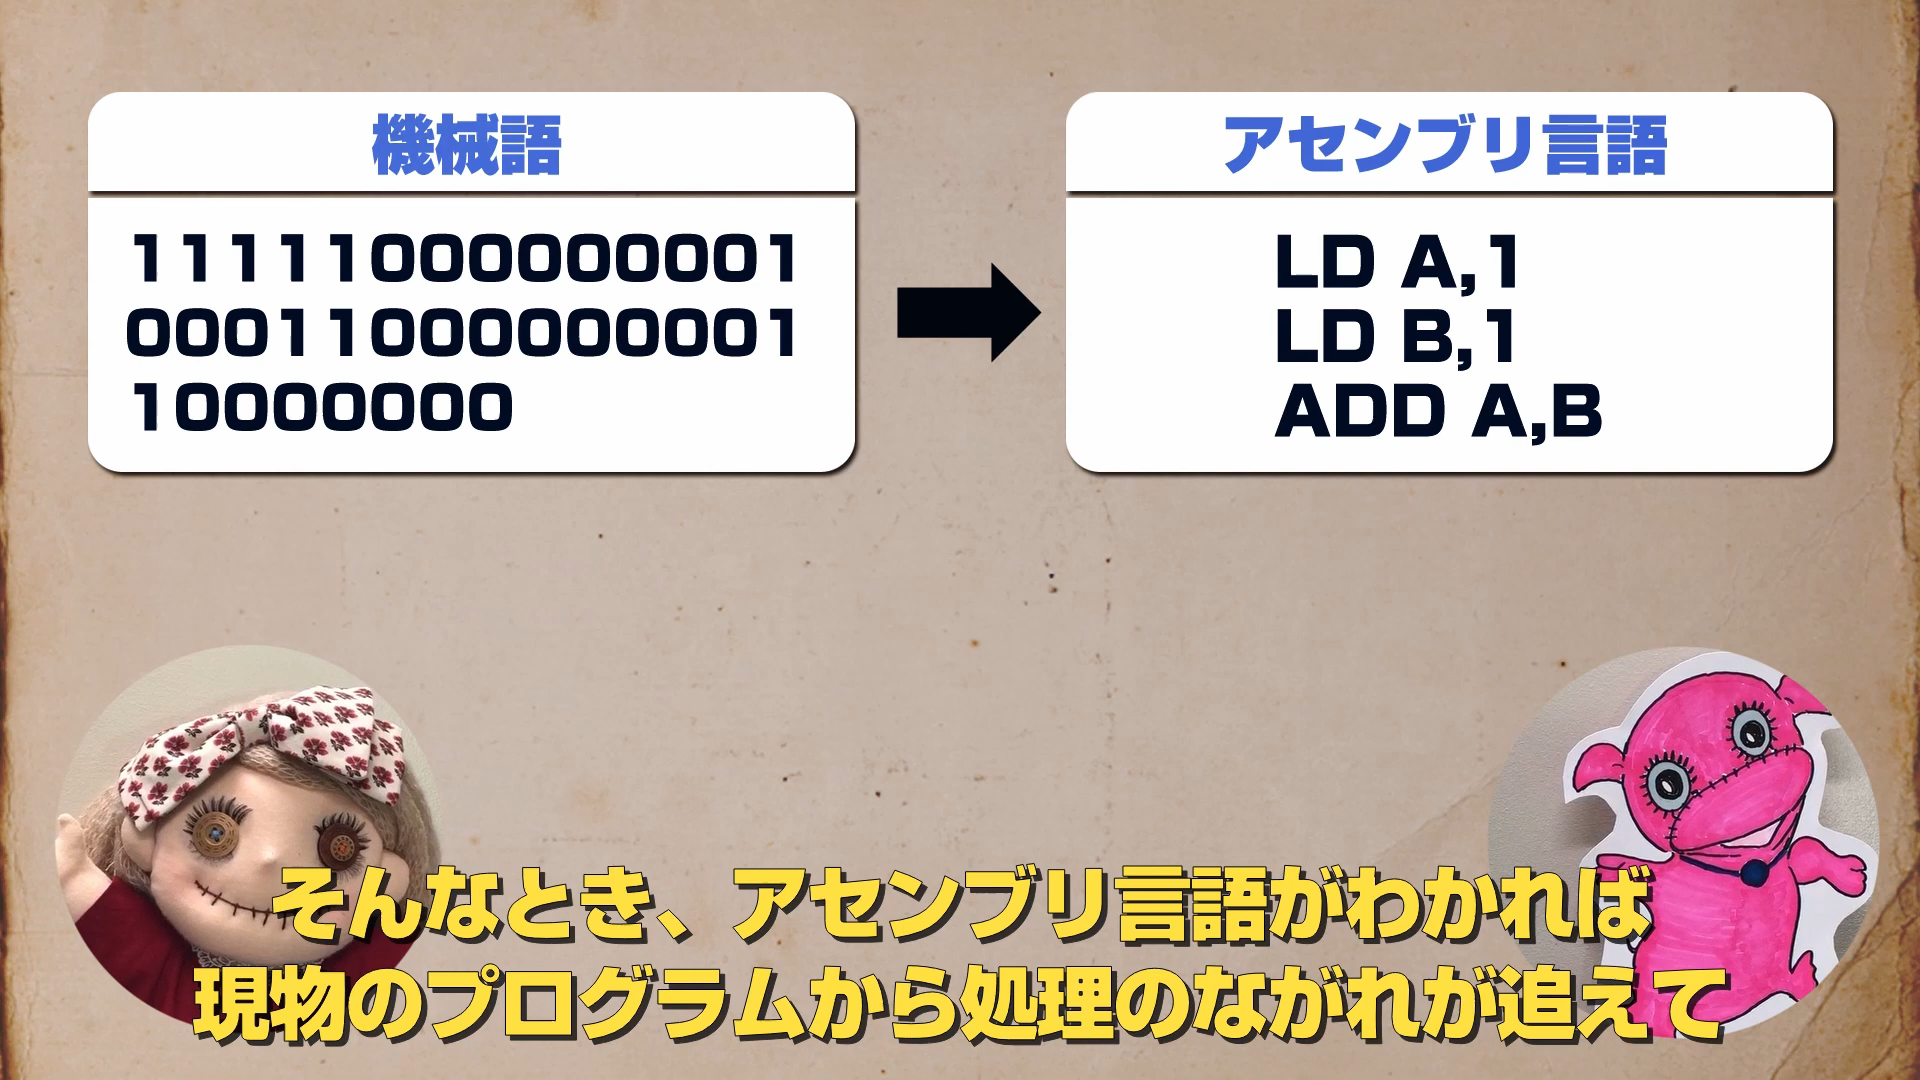 機械語
11111000000001
00011000000001
10000000
アセンブリ言語
LD A,1
LD B,1
ADD A,B
そんなとき、アセンブリ言語がわかれば
現物のプログラムから処理のながれが追えて